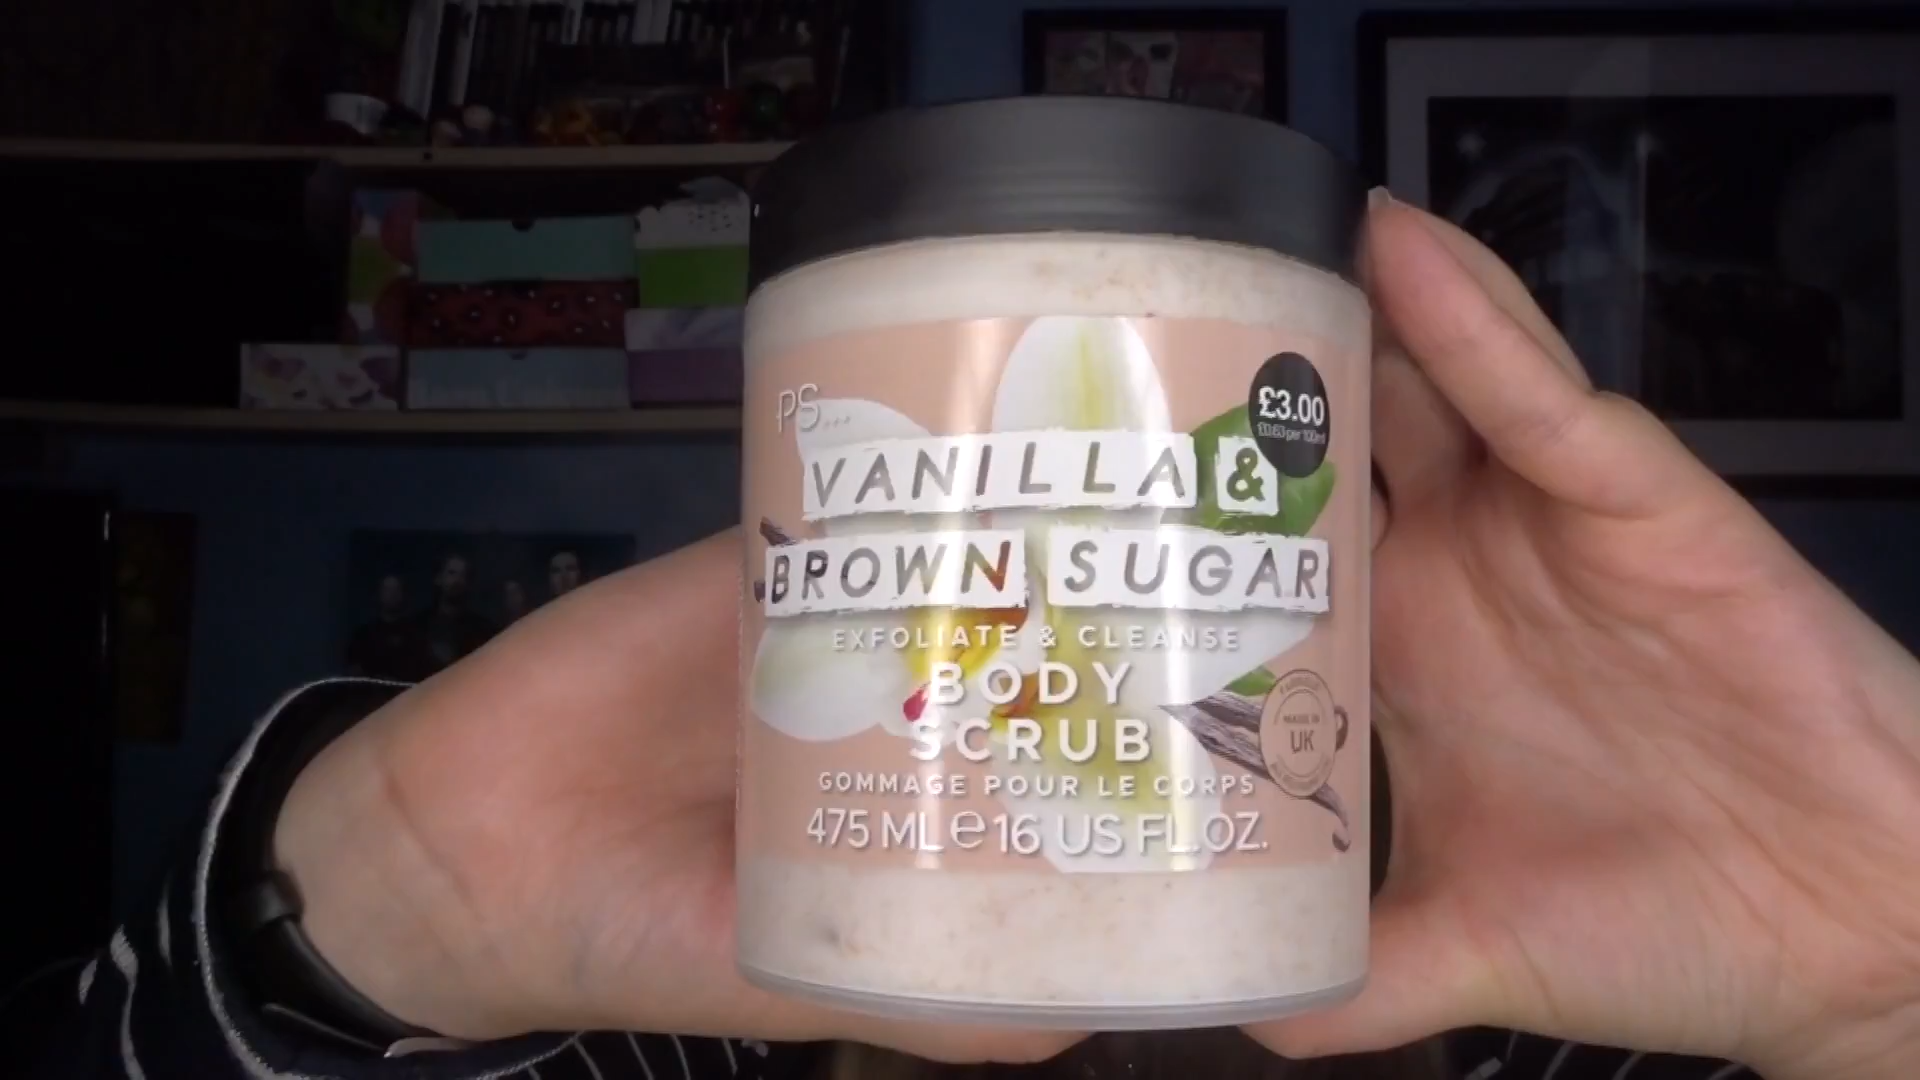 PS...
£3.00
VANILLA &
BROWN SUGAR
EXFOLIATE & CLEANSE
BODY
SCRUB
GOMMAGE POUR LE CORPS
MADE IN
UK
475 ML e 16 US FL.OZ.